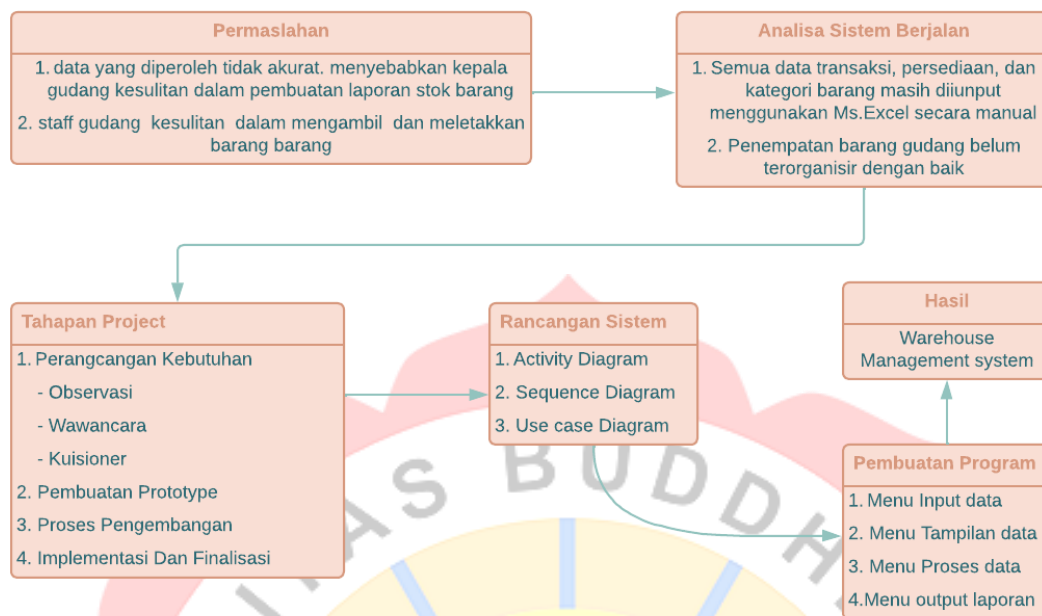 Permaslahan
1. data yang diperoleh tidak akurat. menyebabkan kepala
gudang kesulitan dalam pembuatan laporan stok barang
2. staff gudang kesulitan dalam mengambil dan meletakkan
barang barang
Analisa Sistem Berjalan
1. Semua data transaksi, persediaan, dan
kategori barang masih diiunput
menggunakan Ms.Excel secara manual
2. Penempatan barang gudang belum
terorganisir dengan baik
Tahapan Project
1. Perangcangan Kebutuhan
- Observasi
- Wawancara
- Kuisioner
2. Pembuatan Prototype
3. Proses Pengembangan
4. Implementasi Dan Finalisasi
Rancangan Sistem
1. Activity Diagram
2. Sequence Diagram
3. Use case Diagram
Hasil
Warehouse
Management system
Pembuatan Program
1. Menu Input data
2. Menu Tampilan data
3. Menu Proses data
4.Menu output laporan
ITAS BUDDH